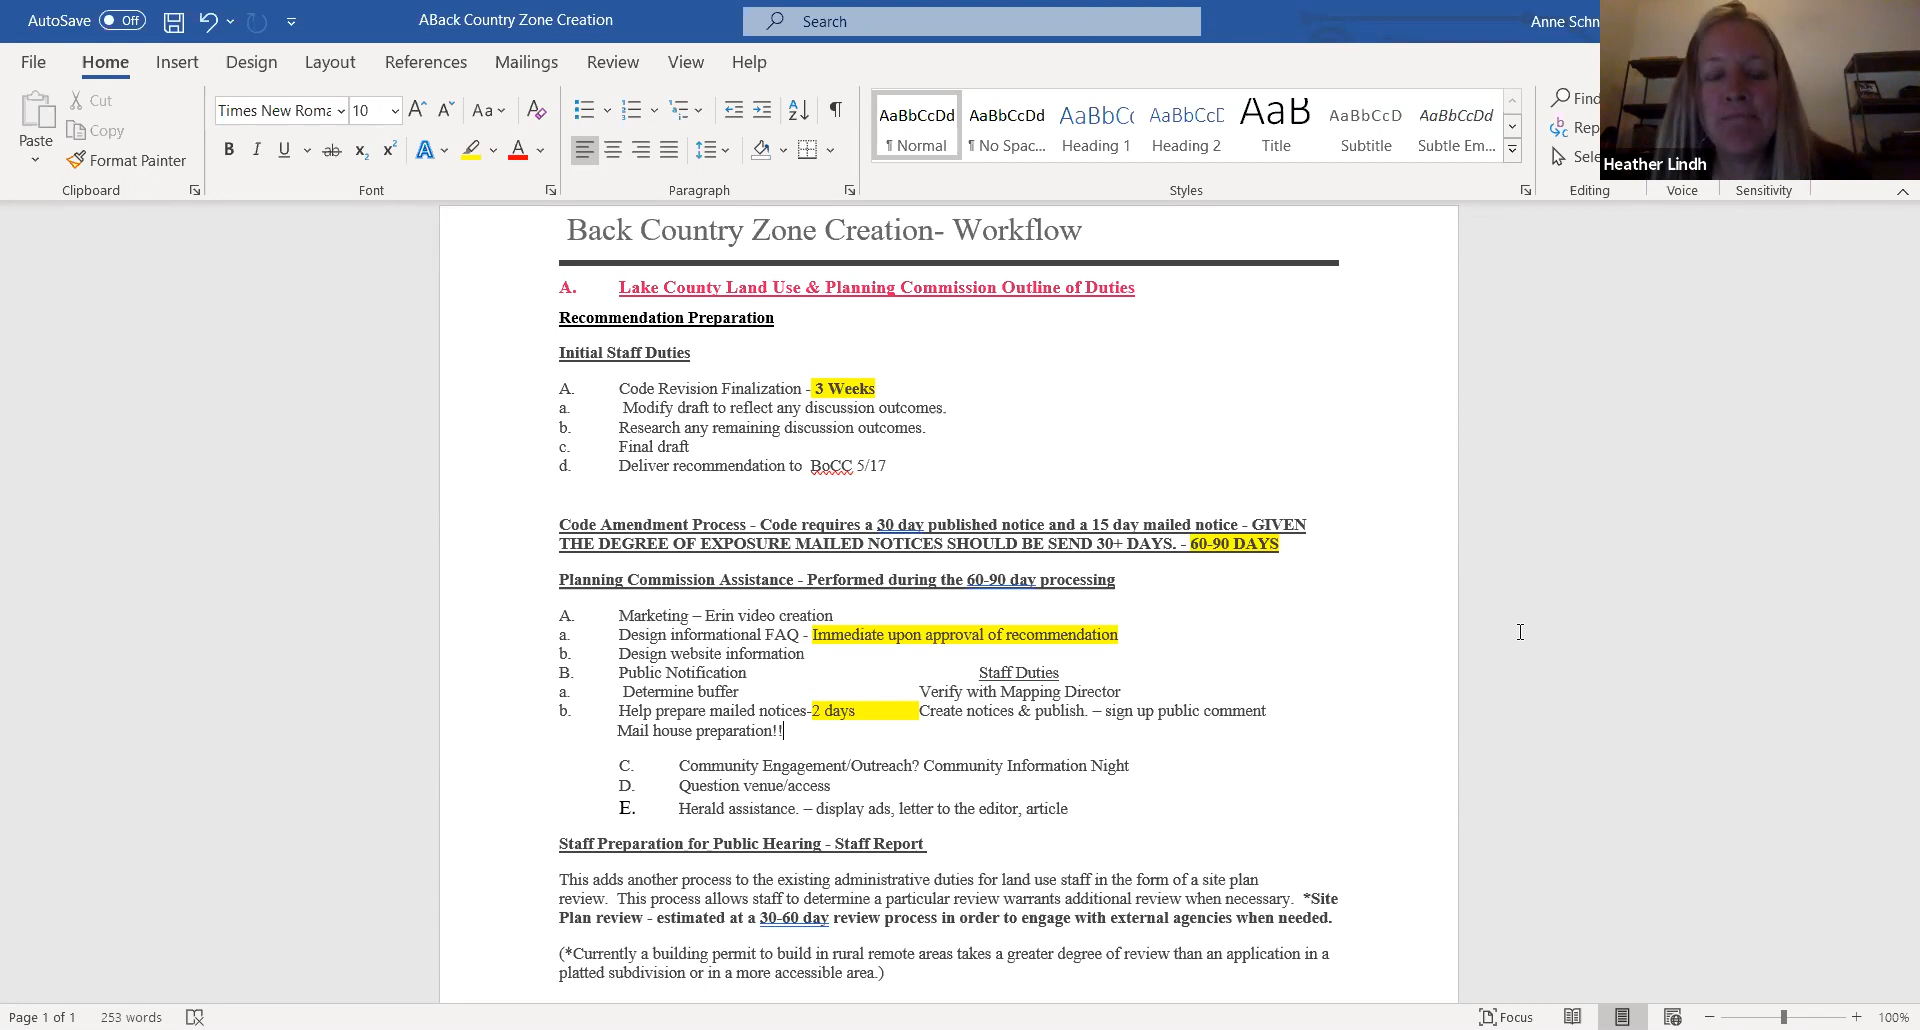 AutoSave Off ABack Country Zone Creation Search Anne Schn
File Home Insert Design Layout References Mailings Review View Help
Paste Cut Copy Format Painter
Times New Roma 10 Aa
B I U ab x₂ x² A A
AaBbCcDd AaBbCcDd AaBbCc AaBbCcD AaB AaBbCcD AaBbCcDd
¶ Normal ¶ No Spac... Heading 1 Heading 2 Title Subtitle Subtle Em...
Find
Rep
Sele
Heather Lindh
Clipboard Font Paragraph Styles Editing Voice Sensitivity
Back Country Zone Creation- Workflow
A. Lake County Land Use & Planning Commission Outline of Duties
Recommendation Preparation
Initial Staff Duties
A. Code Revision Finalization - 3 Weeks
a. Modify draft to reflect any discussion outcomes.
b. Research any remaining discussion outcomes.
c. Final draft
d. Deliver recommendation to BoCC 5/17
Code Amendment Process - Code requires a 30 day published notice and a 15 day mailed notice - GIVEN
THE DEGREE OF EXPOSURE MAILED NOTICES SHOULD BE SEND 30+ DAYS. - 60-90 DAYS
Planning Commission Assistance - Performed during the 60-90 day processing
A. Marketing – Erin video creation
a. Design informational FAQ - Immediate upon approval of recommendation
b. Design website information
B. Public Notification Staff Duties
a. Determine buffer Verify with Mapping Director
b. Help prepare mailed notices-2 days Create notices & publish. – sign up public comment
Mail house preparation!!
C. Community Engagement/Outreach? Community Information Night
D. Question venue/access
E. Herald assistance. – display ads, letter to the editor, article
Staff Preparation for Public Hearing - Staff Report
This adds another process to the existing administrative duties for land use staff in the form of a site plan
review. This process allows staff to determine a particular review warrants additional review when necessary. *Site
Plan review - estimated at a 30-60 day review process in order to engage with external agencies when needed.
(*Currently a building permit to build in rural remote areas takes a greater degree of review than an application in a
platted subdivision or in a more accessible area.)
Page 1 of 1 253 words Focus 100%